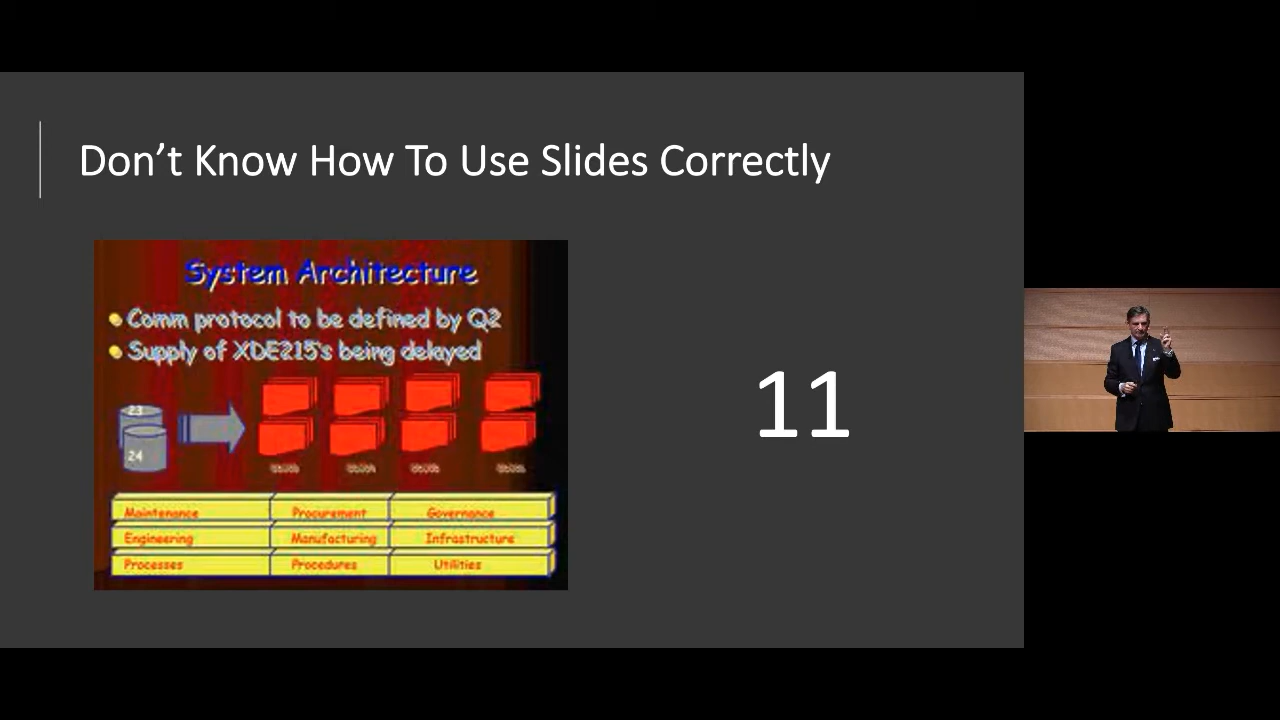 Don't Know How To Use Slides Correctly
System Architecture
Comm protocol to be defined by Q2
Supply of XDE215's being delayed
23
24
11
Maintenance Procurement Governance
Engineering Manufacturing Infrastructure
Processes Procedures Utilities